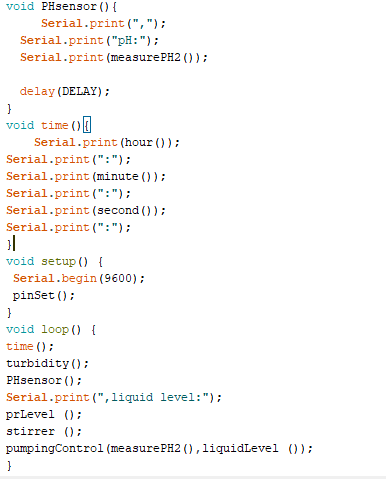 void PHsensor(){
Serial.print(",");
Serial.print("pH:");
Serial.print(measurePH2());
delay(DELAY);
}
void time(){
Serial.print(hour());
Serial.print(":");
Serial.print(minute());
Serial.print(":");
Serial.print(second());
Serial.print(":");
}
void setup() {
Serial.begin(9600);
pinSet();
}
void loop() {
time();
turbidity();
PHsensor();
Serial.print(",liquid level:");
prLevel ();
stirrer ();
pumpingControl(measurePH2(),liquidLevel ());
}